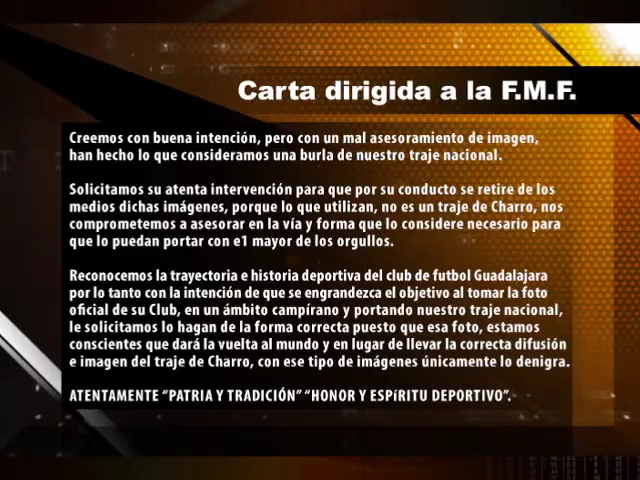 Carta dirigida a la F.M.F.
Creemos con buena intención, pero con un mal asesoramiento de imagen,
han hecho lo que consideramos una burla de nuestro traje nacional.
Solicitamos su atenta intervención para que por su conducto se retire de los
medios dichas imágenes, porque lo que utilizan, no es un traje de Charro, nos
comprometemos a asesorar en la vía y forma que lo considere necesario para
que lo puedan portar con e1 mayor de los orgullos.
Reconocemos la trayectoria e historia deportiva del club de futbol Guadalajara
por lo tanto con la intención de que se engrandezca el objetivo al tomar la foto
oficial de su Club, en un ámbito campírano y portando nuestro traje nacional,
le solicitamos lo hagan de la forma correcta puesto que esa foto, estamos
conscientes que dará la vuelta al mundo y en lugar de llevar la correcta difusión
e imagen del traje de Charro, con ese tipo de imágenes únicamente lo denigra.
ATENTAMENTE “PATRIA Y TRADICIÓN” “HONOR Y ESPíRITU DEPORTIVO”.